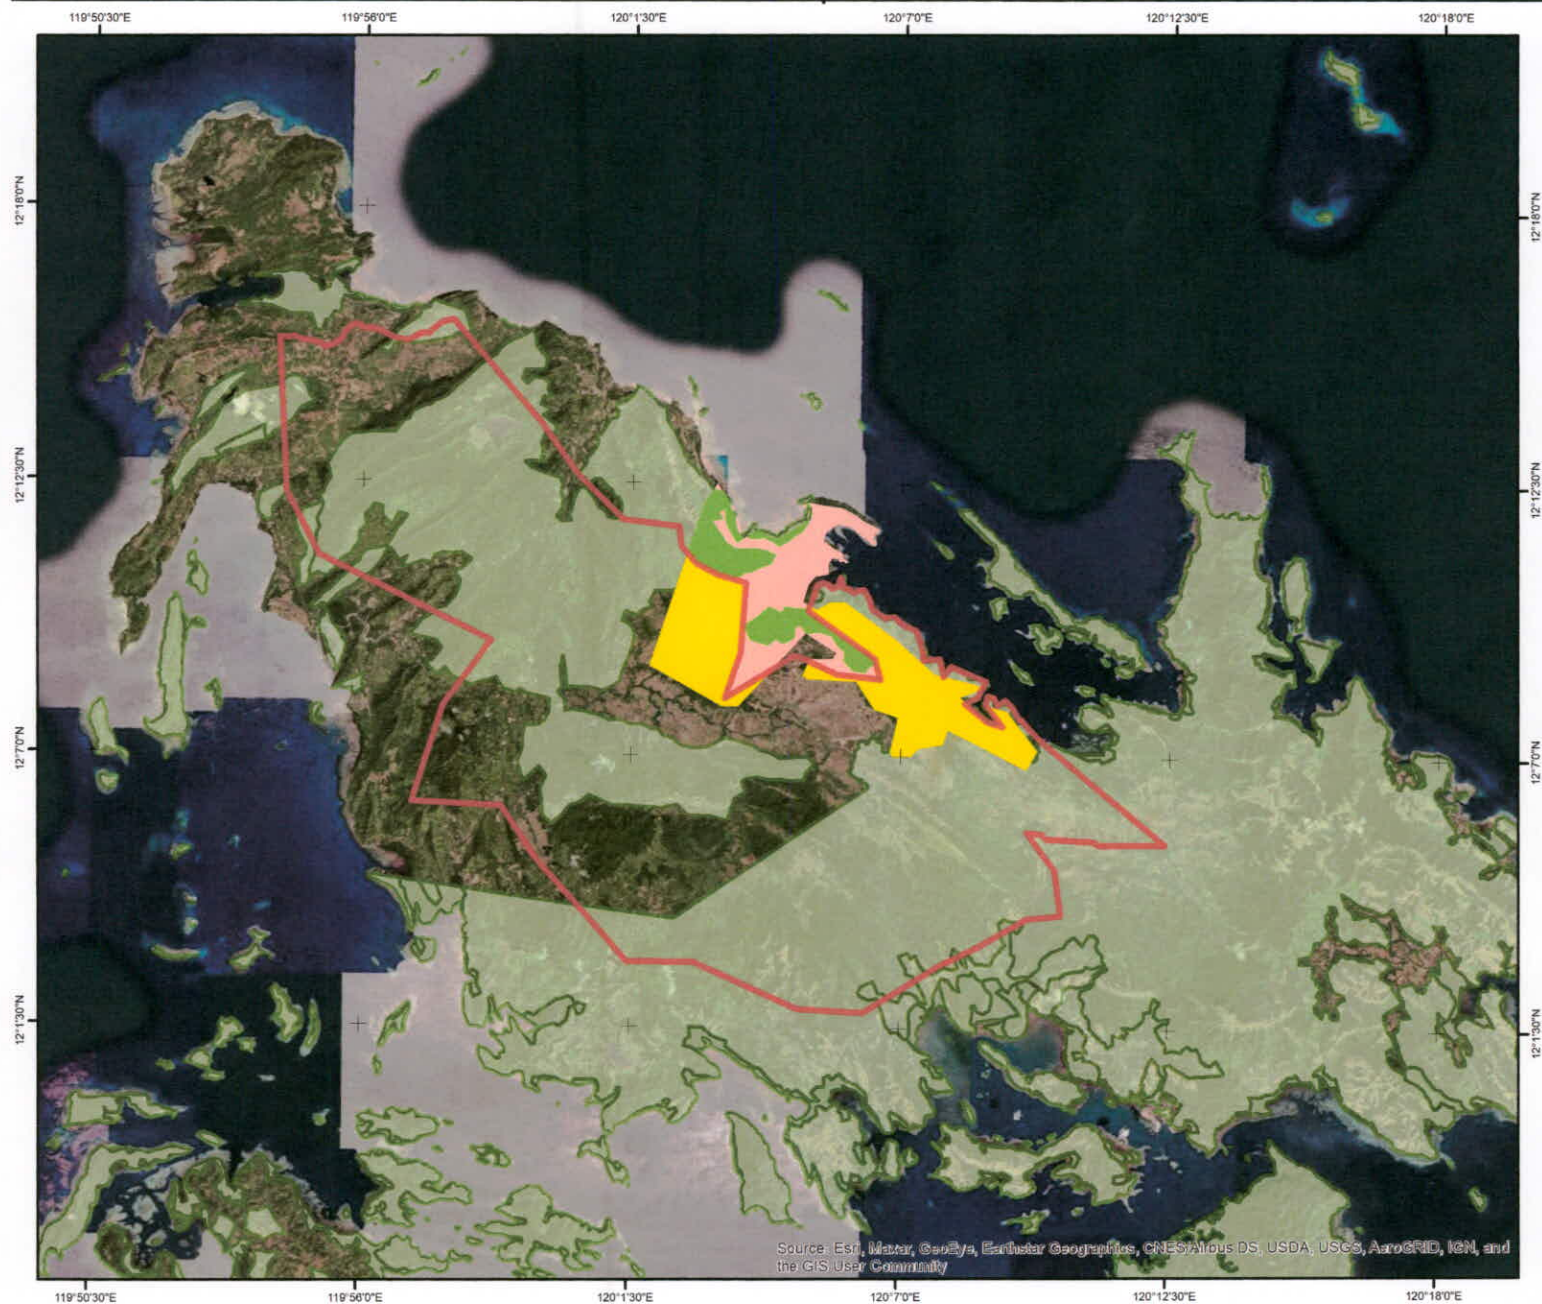 119°50'30"E 119°56'0"E 120°1'30"E 120°7'0"E 120°12'30"E 120°18'0"E
12°18'0"N 12°18'0"N
12°12'30"N 12°12'30"N
12°7'0"N 12°7'0"N
12°1'30"N 12°1'30"N
Source: Esri, Maxar, GeoEye, Earthstar Geographics, CNES/Airbus DS, USDA, USGS, AeroGRID, IGN, and
the GIS User Community
119°50'30"E 119°56'0"E 120°1'30"E 120°7'0"E 120°12'30"E 120°18'0"E